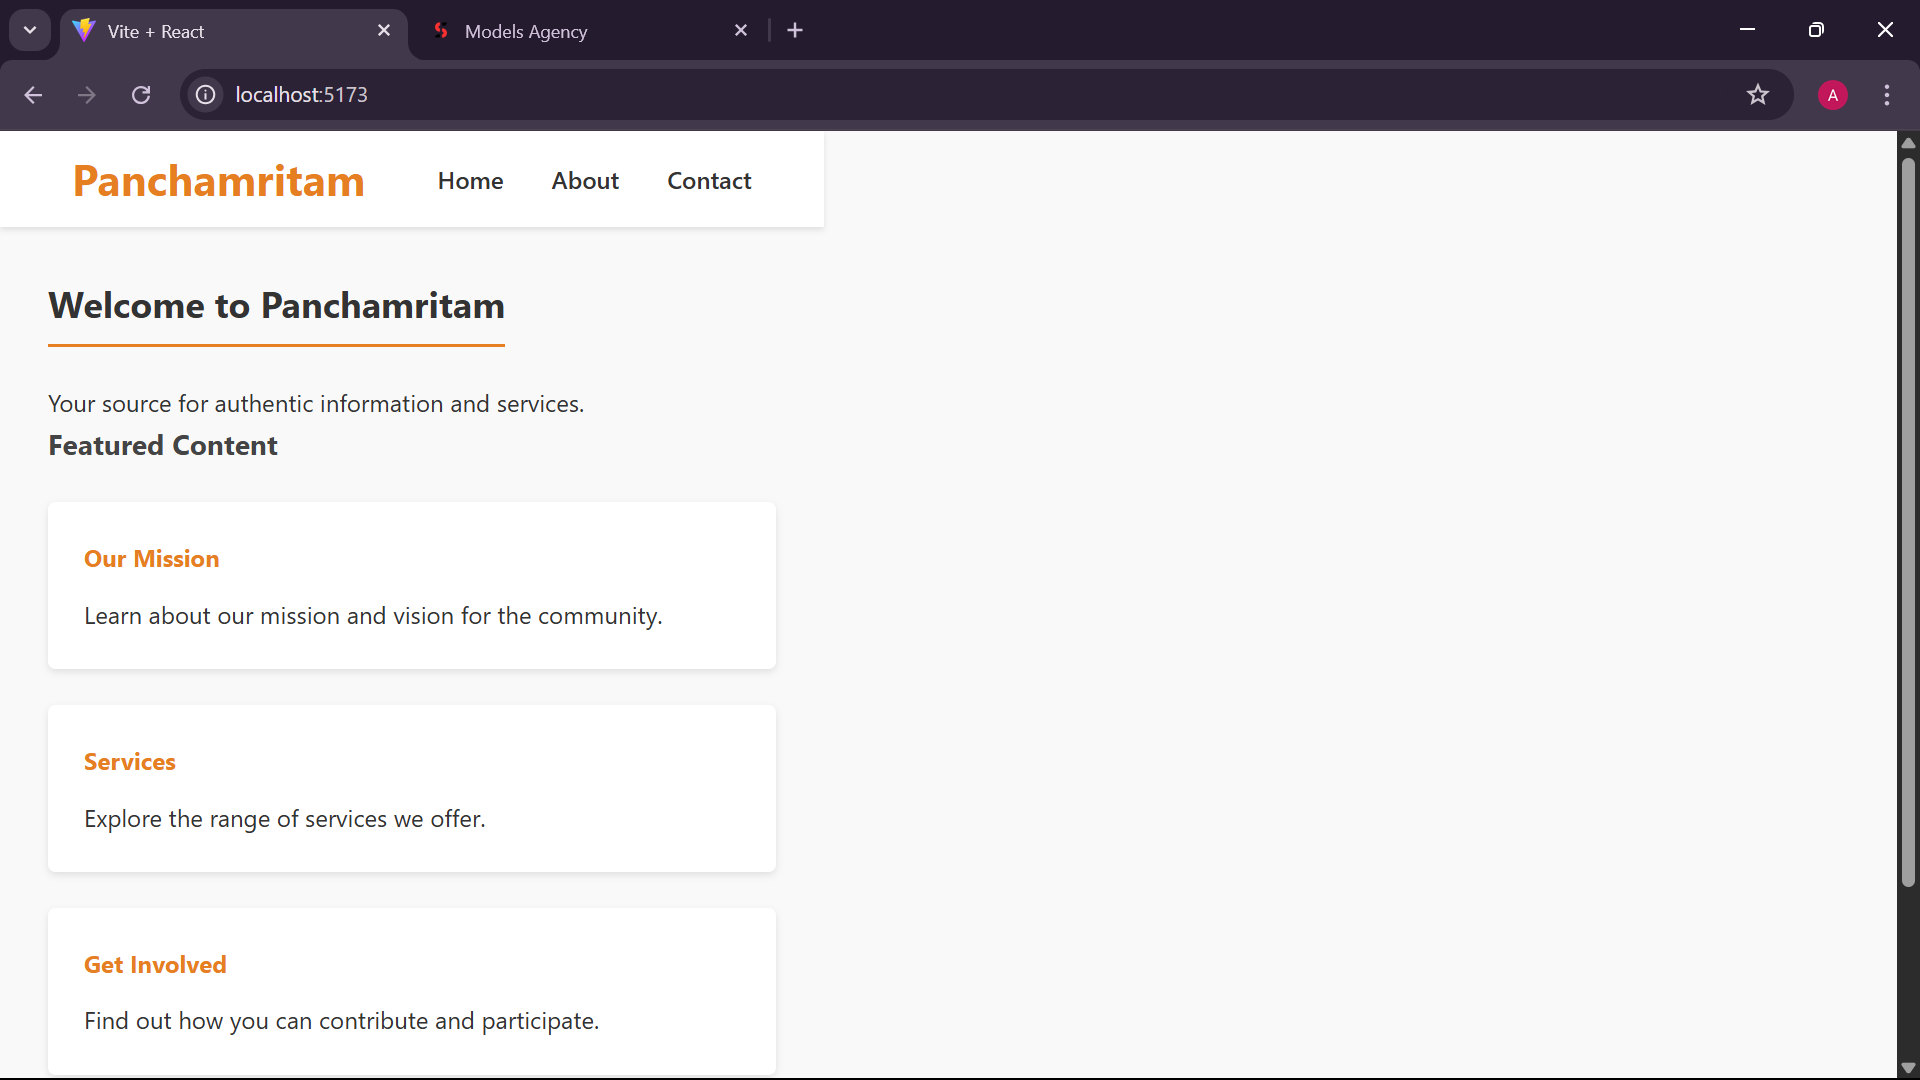 Vite + React
Models Agency
localhost:5173
A
Panchamritam
Home
About
Contact
Welcome to Panchamritam
Your source for authentic information and services.
Featured Content
Our Mission
Learn about our mission and vision for the community.
Services
Explore the range of services we offer.
Get Involved
Find out how you can contribute and participate.